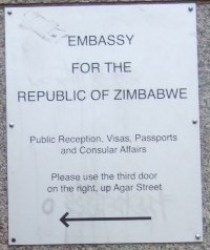 EMBASSY
FOR THE
REPUBLIC OF ZIMBABWE
Public Reception, Visas, Passports
and Consular Affairs
Please use the third door
on the right, up Agar Street